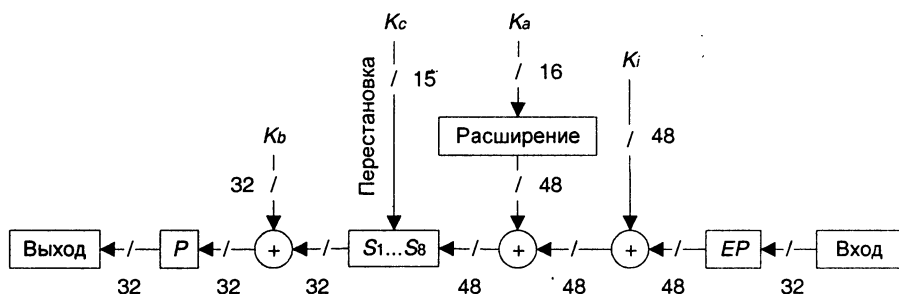 Kc
Ka
Ki
Перестановка
15
16
Расширение
48
Kb
32
48
Выход
P
+
S1...S8
+
+
EP
Вход
32
32
32
48
48
48
32